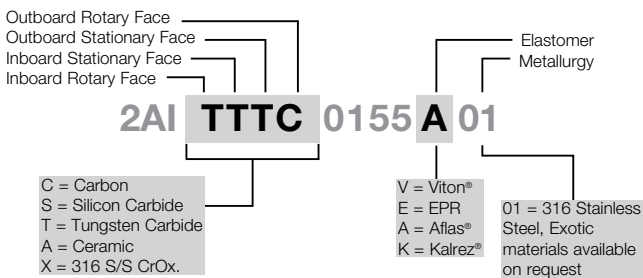 Outboard Rotary Face
Outboard Stationary Face
Inboard Stationary Face
Inboard Rotary Face
Elastomer
Metallurgy
2AI TTTC 0155 A 01
C = Carbon
S = Silicon Carbide
T = Tungsten Carbide
A = Ceramic
X = 316 S/S CrOx.
V = Viton®
E = EPR
A = Aflas®
K = Kalrez®
01 = 316 Stainless
Steel, Exotic
materials available
on request